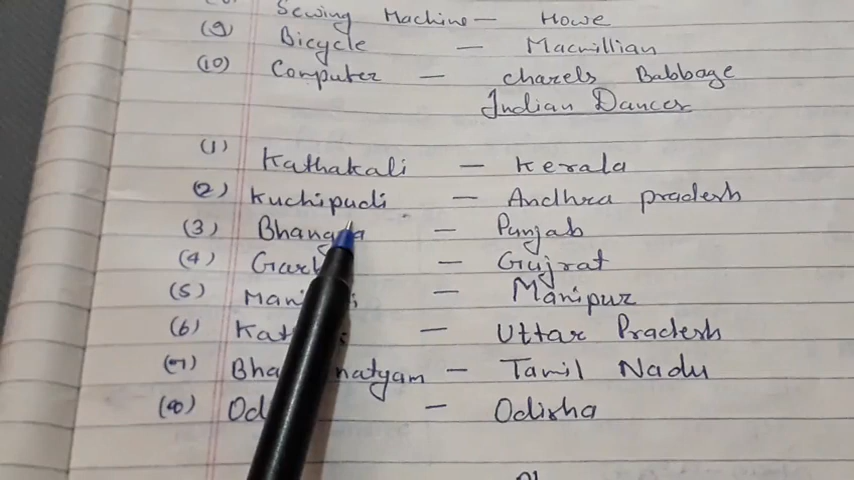 Sewing Machine — Howe
(9) Bicycle — Macmillian
(10) Computer — charels Babbage
Indian Dances
(1) Kathakali — Kerala
(2) Kuchipudi — Andhra pradesh
(3) Bhangra — Punjab
(4) — Gujrat
(5) — Manipur
(6) — Uttar Pradesh
(7) — Tamil Nadu
(8) — Odisha